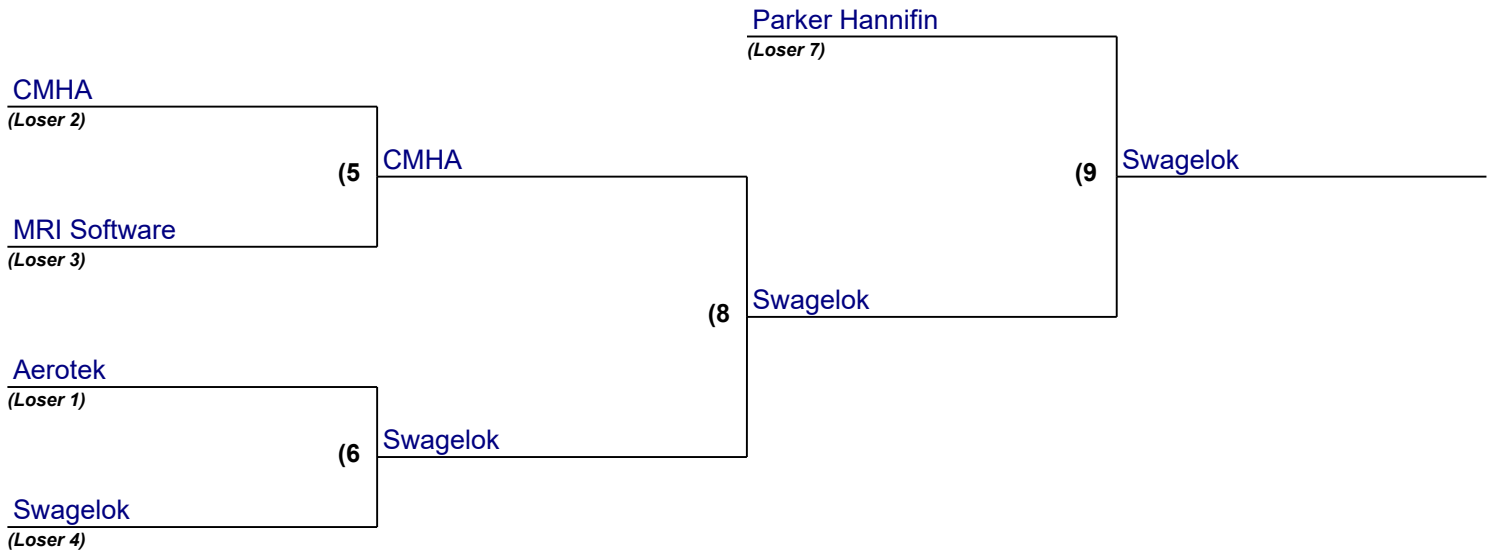 Parker Hannifin
(Loser 7)
CMHA
(Loser 2)
(5
CMHA
(9
Swagelok
MRI Software
(Loser 3)
(8
Swagelok
Aerotek
(Loser 1)
(6
Swagelok
Swagelok
(Loser 4)